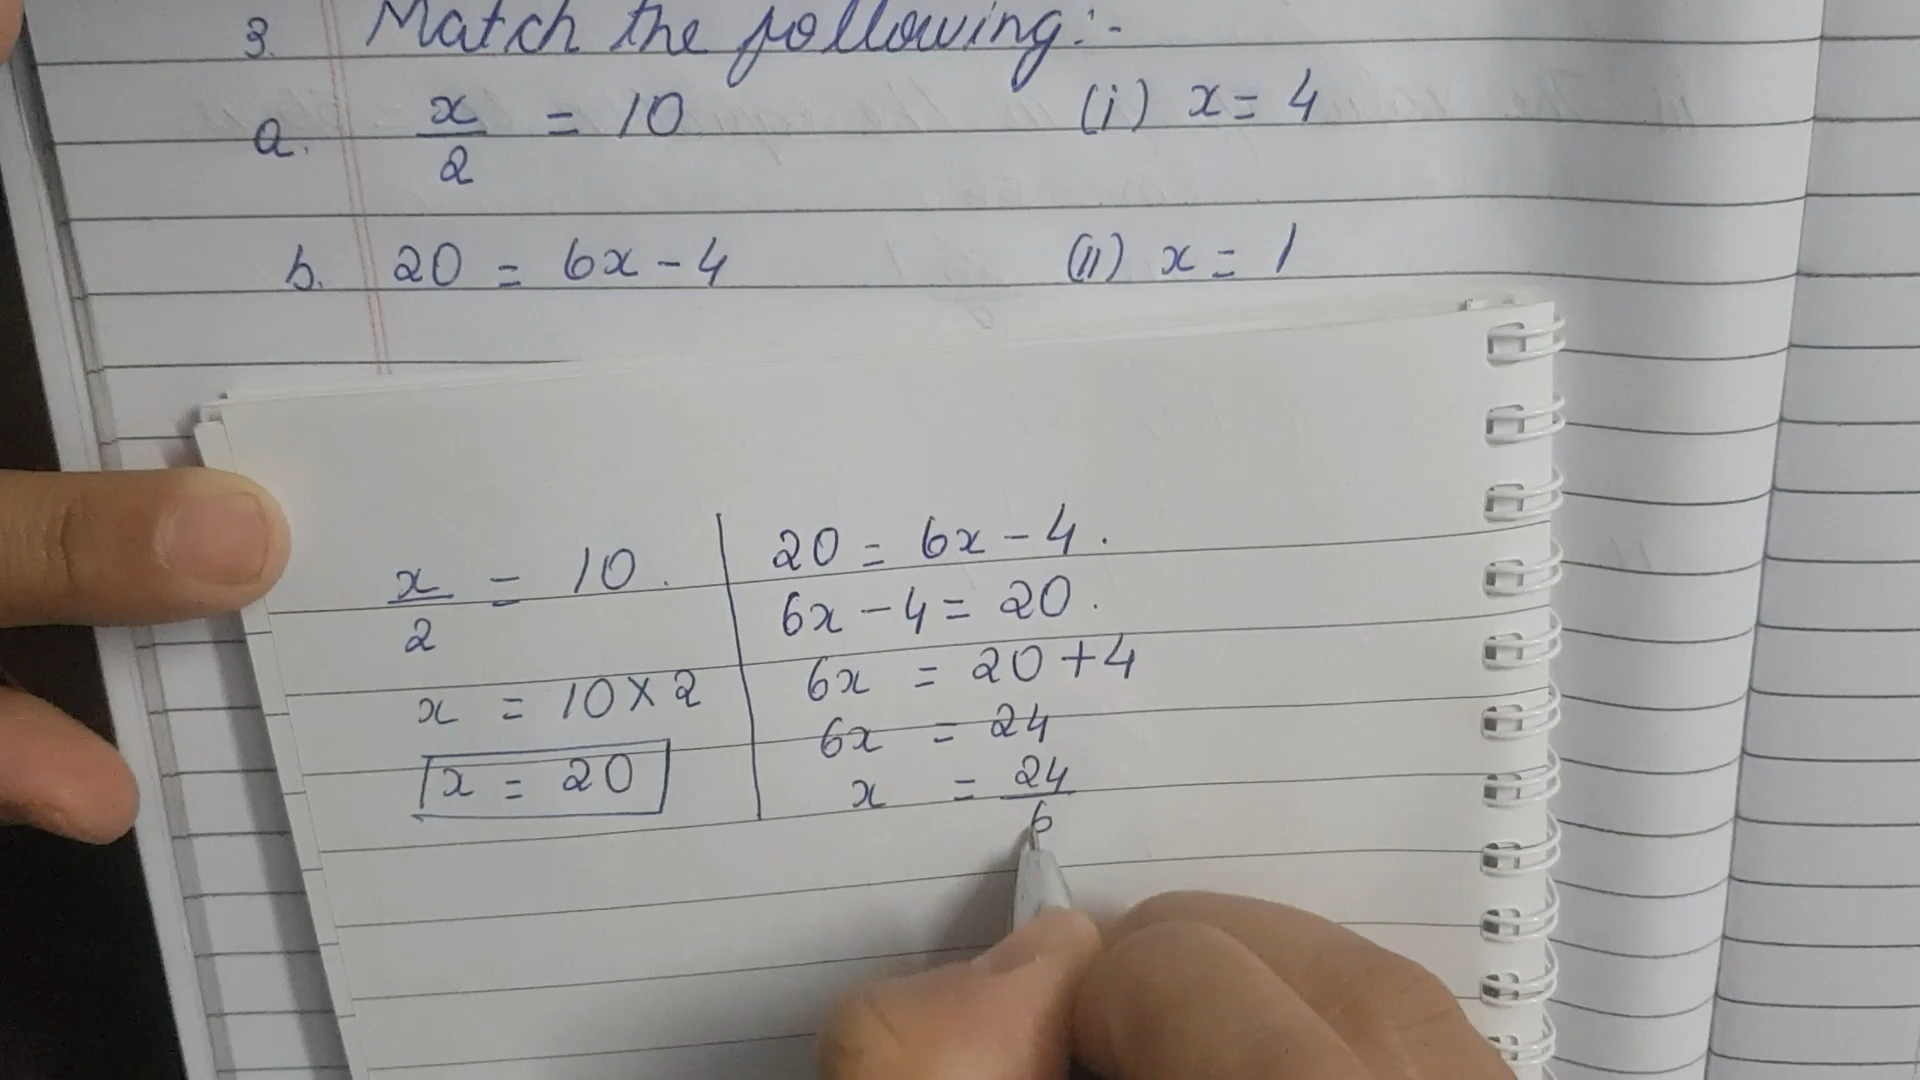 3. Match the following:-
a. x/2 = 10 (i) x = 4
b. 20 = 6x - 4 (ii) x = 1
x/2 = 10.
x = 10 × 2
x = 20
20 = 6x - 4.
6x - 4 = 20.
6x = 20 + 4
6x = 24
x = 24/6